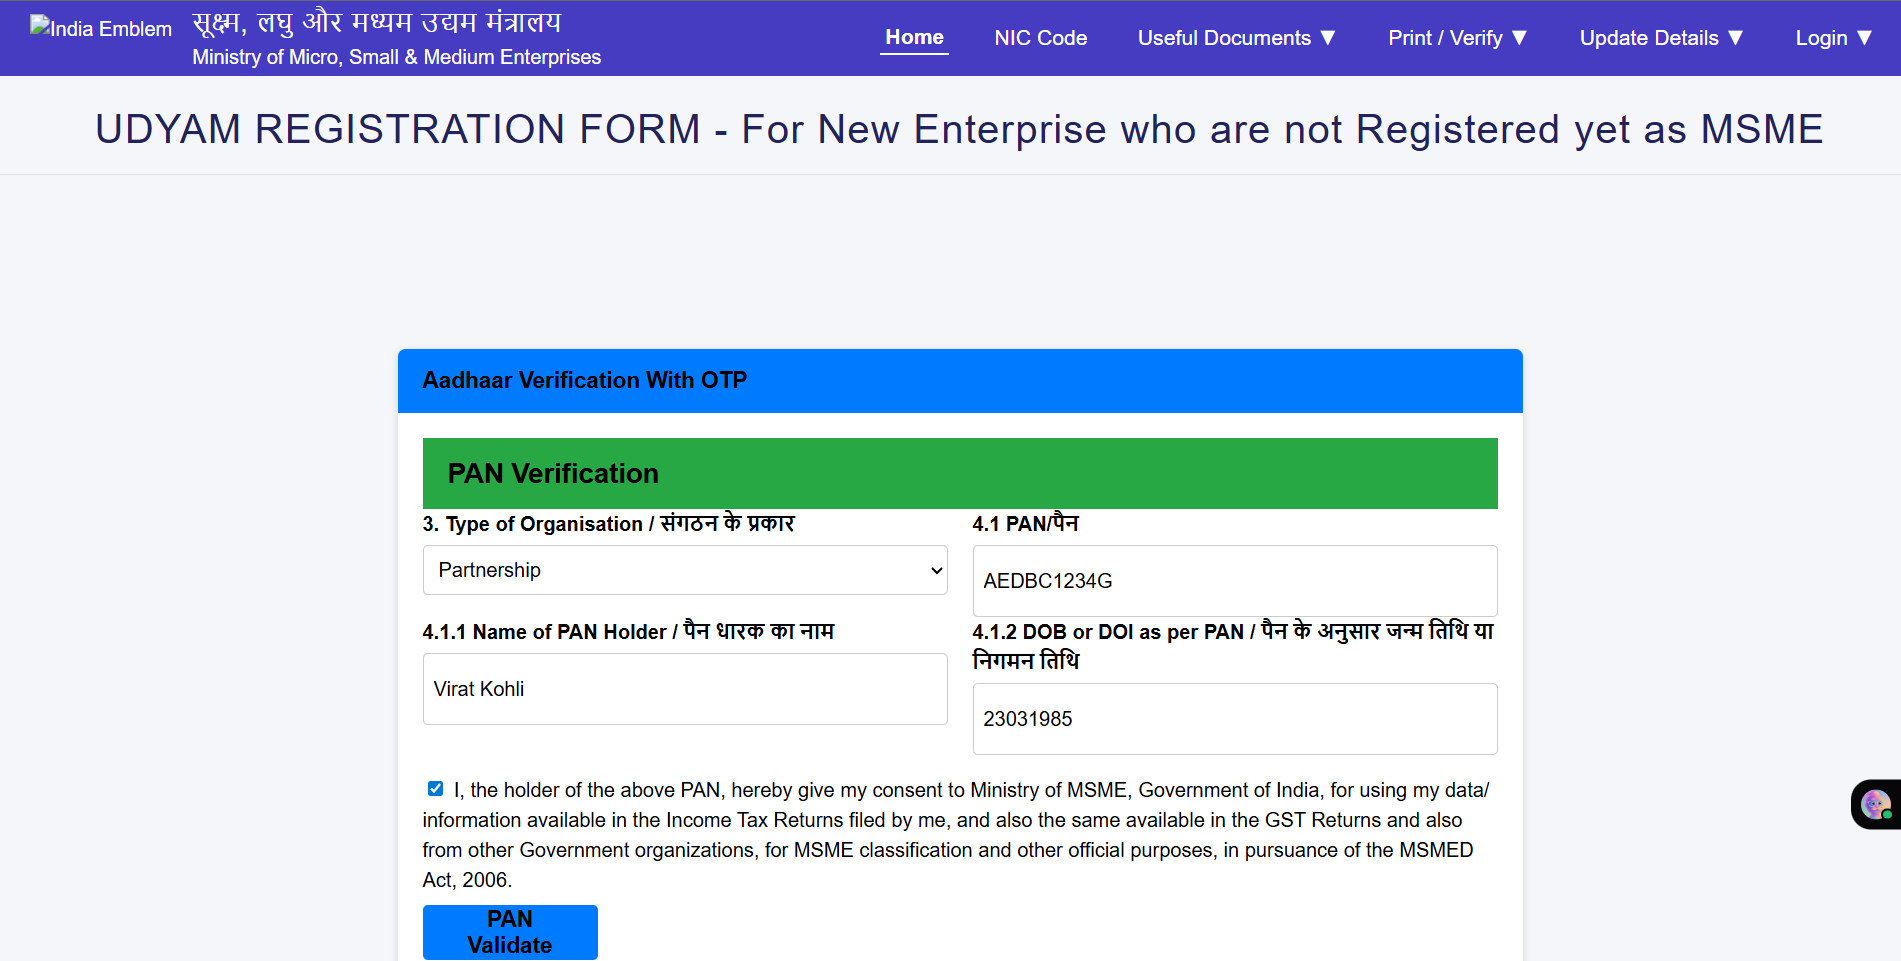 India Emblem
सूक्ष्म, लघु और मध्यम उद्यम मंत्रालय
Ministry of Micro, Small & Medium Enterprises
Home NIC Code Useful Documents ▼ Print / Verify ▼ Update Details ▼ Login ▼
UDYAM REGISTRATION FORM - For New Enterprise who are not Registered yet as MSME
Aadhaar Verification With OTP
PAN Verification
3. Type of Organisation / संगठन के प्रकार
Partnership
4.1 PAN/पैन
AEDBC1234G
4.1.1 Name of PAN Holder / पैन धारक का नाम
Virat Kohli
4.1.2 DOB or DOI as per PAN / पैन के अनुसार जन्म तिथि या
निगमन तिथि
23031985
I, the holder of the above PAN, hereby give my consent to Ministry of MSME, Government of India, for using my data/
information available in the Income Tax Returns filed by me, and also the same available in the GST Returns and also
from other Government organizations, for MSME classification and other official purposes, in pursuance of the MSMED
Act, 2006.
PAN
Validate